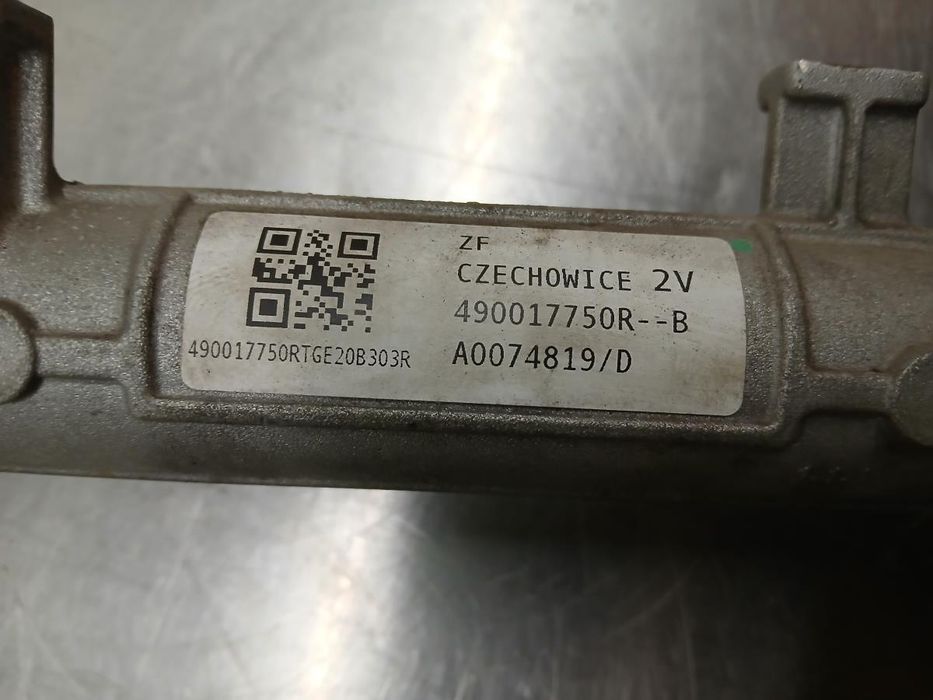 ZF
CZECHOWICE 2V
490017750R--B
490017750RTGE20B303R
A0074819/D